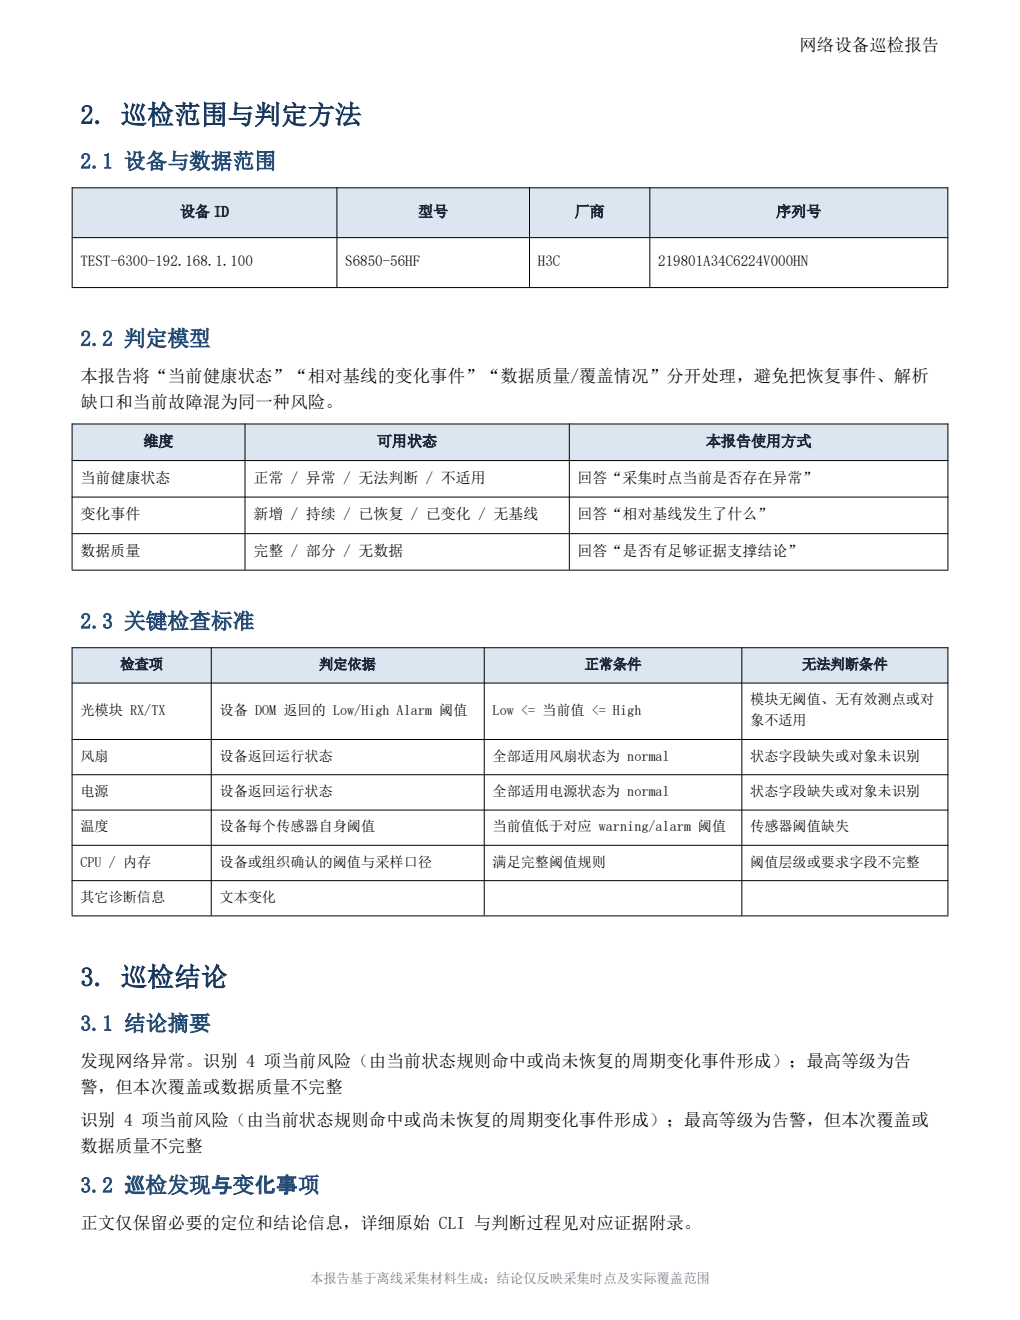 网络设备巡检报告
2. 巡检范围与判定方法
2.1 设备与数据范围
设备 ID 型号 厂商 序列号
TEST-6300-192.168.1.100 S6850-56HF H3C 219801A34C6224V000HN
2.2 判定模型
本报告将“当前健康状态”“相对基线的变化事件”“数据质量/覆盖情况”分开处理，避免把恢复事件、解析
缺口和当前故障混为同一种风险。
维度 可用状态 本报告使用方式
当前健康状态 正常 / 异常 / 无法判断 / 不适用 回答“采集时点当前是否存在异常”
变化事件 新增 / 持续 / 已恢复 / 已变化 / 无基线 回答“相对基线发生了什么”
数据质量 完整 / 部分 / 无数据 回答“是否有足够证据支撑结论”
2.3 关键检查标准
检查项 判定依据 正常条件 无法判断条件
光模块 RX/TX 设备 DOM 返回的 Low/High Alarm 阈值 Low <= 当前值 <= High 模块无阈值、无有效测点或对
象不适用
风扇 设备返回运行状态 全部适用风扇状态为 normal 状态字段缺失或对象未识别
电源 设备返回运行状态 全部适用电源状态为 normal 状态字段缺失或对象未识别
温度 设备每个传感器自身阈值 当前值低于对应 warning/alarm 阈值 传感器阈值缺失
CPU / 内存 设备或组织确认的阈值与采样口径 满足完整阈值规则 阈值层级或要求字段不完整
其它诊断信息 文本变化
3. 巡检结论
3.1 结论摘要
发现网络异常。识别 4 项当前风险（由当前状态规则命中或尚未恢复的周期变化事件形成）；最高等级为告
警，但本次覆盖或数据质量不完整
识别 4 项当前风险（由当前状态规则命中或尚未恢复的周期变化事件形成）；最高等级为告警，但本次覆盖或
数据质量不完整
3.2 巡检发现与变化事项
正文仅保留必要的定位和结论信息，详细原始 CLI 与判断过程见对应证据附录。
本报告基于离线采集材料生成；结论仅反映采集时点及实际覆盖范围